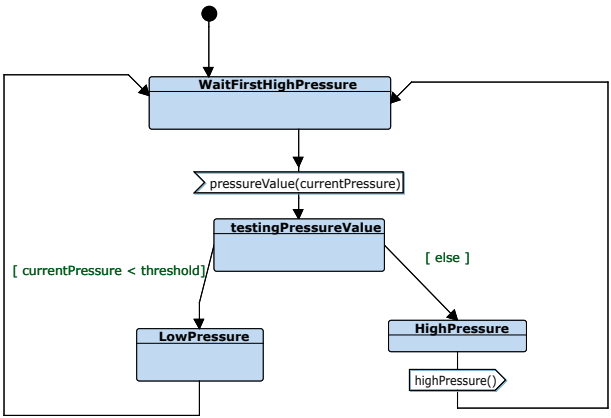 WaitFirstHighPressure
pressureValue(currentPressure)
testingPressureValue
[ currentPressure < threshold]
[ else ]
LowPressure
HighPressure
highPressure()